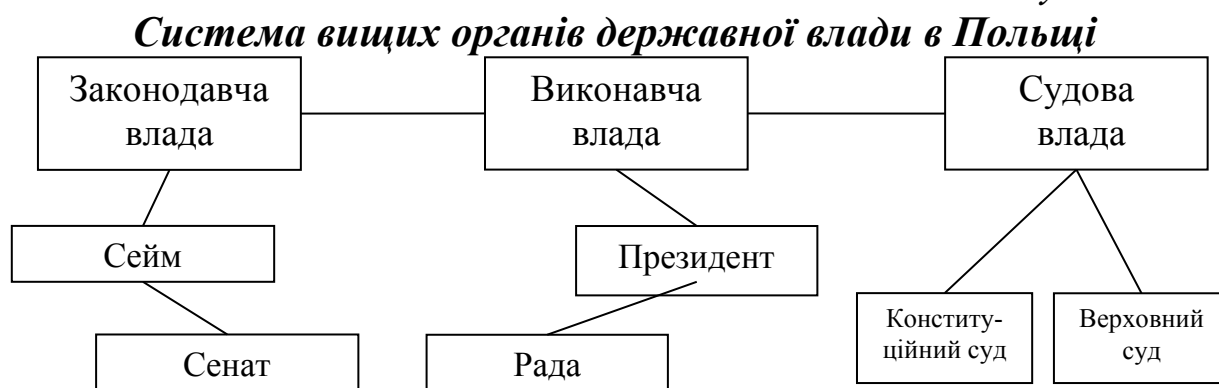 Система вищих органів державної влади в Польщі
Законодавча
влада
Виконавча
влада
Судова
влада
Сейм
Президент
Конститу-
ційний суд
Верховний
суд
Сенат
Рада